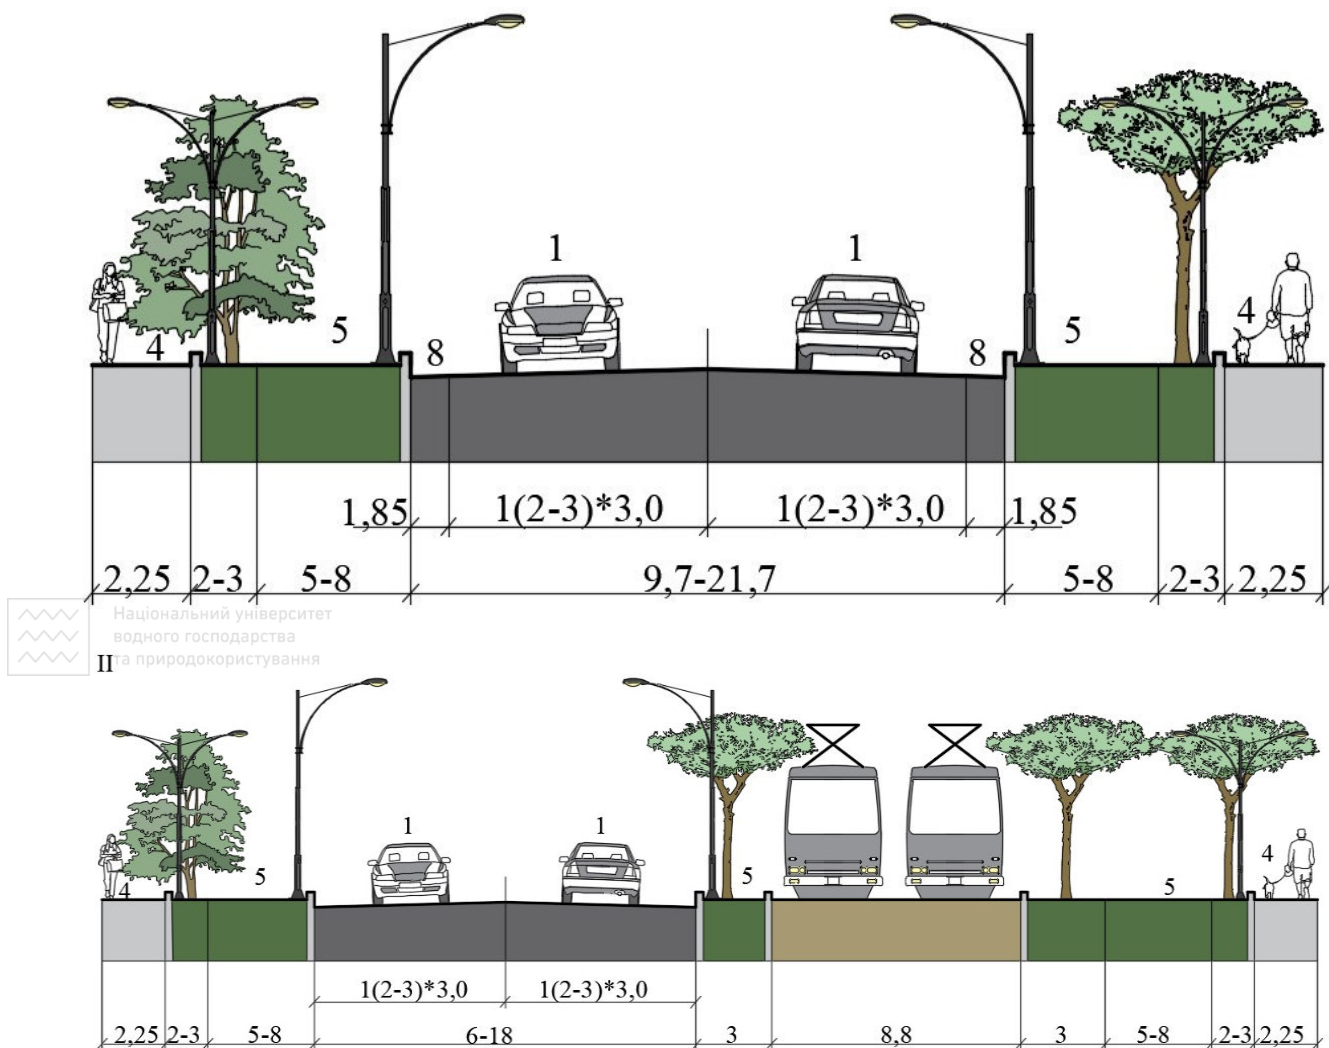 1 1
5 5
4 8 8 4
1,85 1(2-3)*3,0 1(2-3)*3,0 1,85
2,25 2-3 5-8 9,7-21,7 5-8 2-3 2,25
Національний університет
водного господарства
та природокористування
II
1 1
4 5 5 5 4
1(2-3)*3,0 1(2-3)*3,0
2,25 2-3 5-8 6-18 3 8,8 3 5-8 2-3 2,25